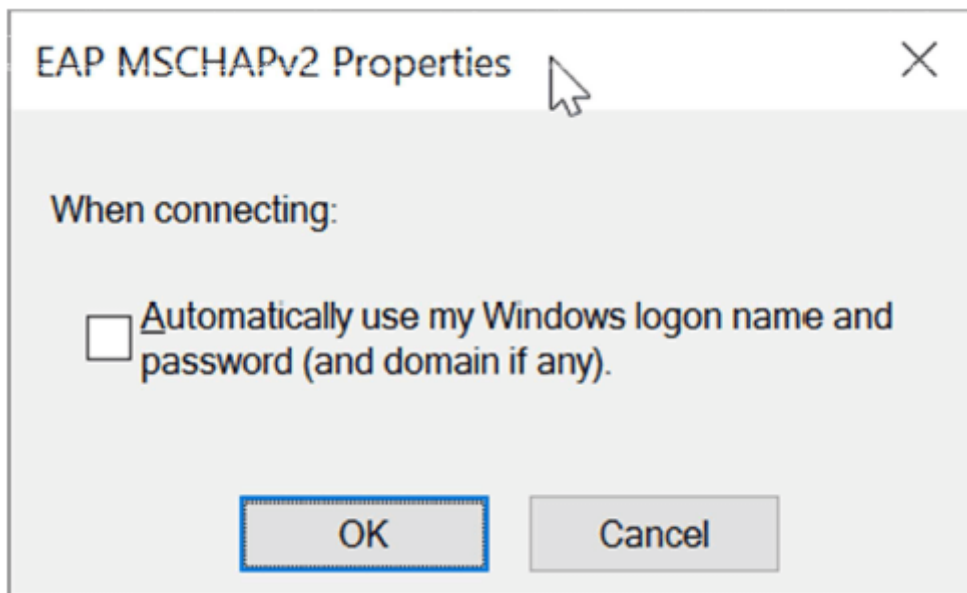 EAP MSCHAPv2 Properties
When connecting:
Automatically use my Windows logon name and
password (and domain if any).
OK
Cancel